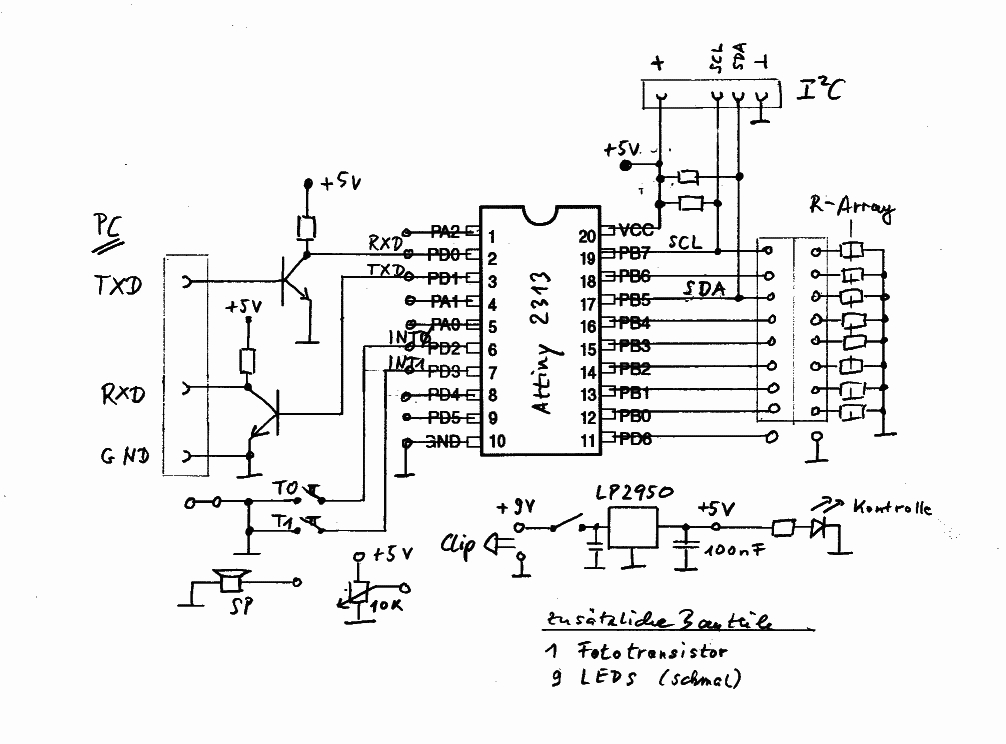 + SCL SDA ⊥
I²C
+5V
+5V
PC
TXD
RXD
TXD
+5V
RXD
GND
INT0
INT1
PA2 1
PD0 2
PD1 3
PA1 4
PA0 5
PD2 6
PD3 7
PD4 8
PD5 9
GND 10
Attiny 2313
20 VCC
19 PB7
18 PB6
17 PB5
16 PB4
15 PB3
14 PB2
13 PB1
12 PB0
11 PD6
SCL
SDA
R-Array
T0
T1
SP
+5V
10K
+9V
Clip
LP2950
+5V
100nF
Kontrolle
zusätzliche Bauteile
1 Fototransistor
9 LEDs (schmal)